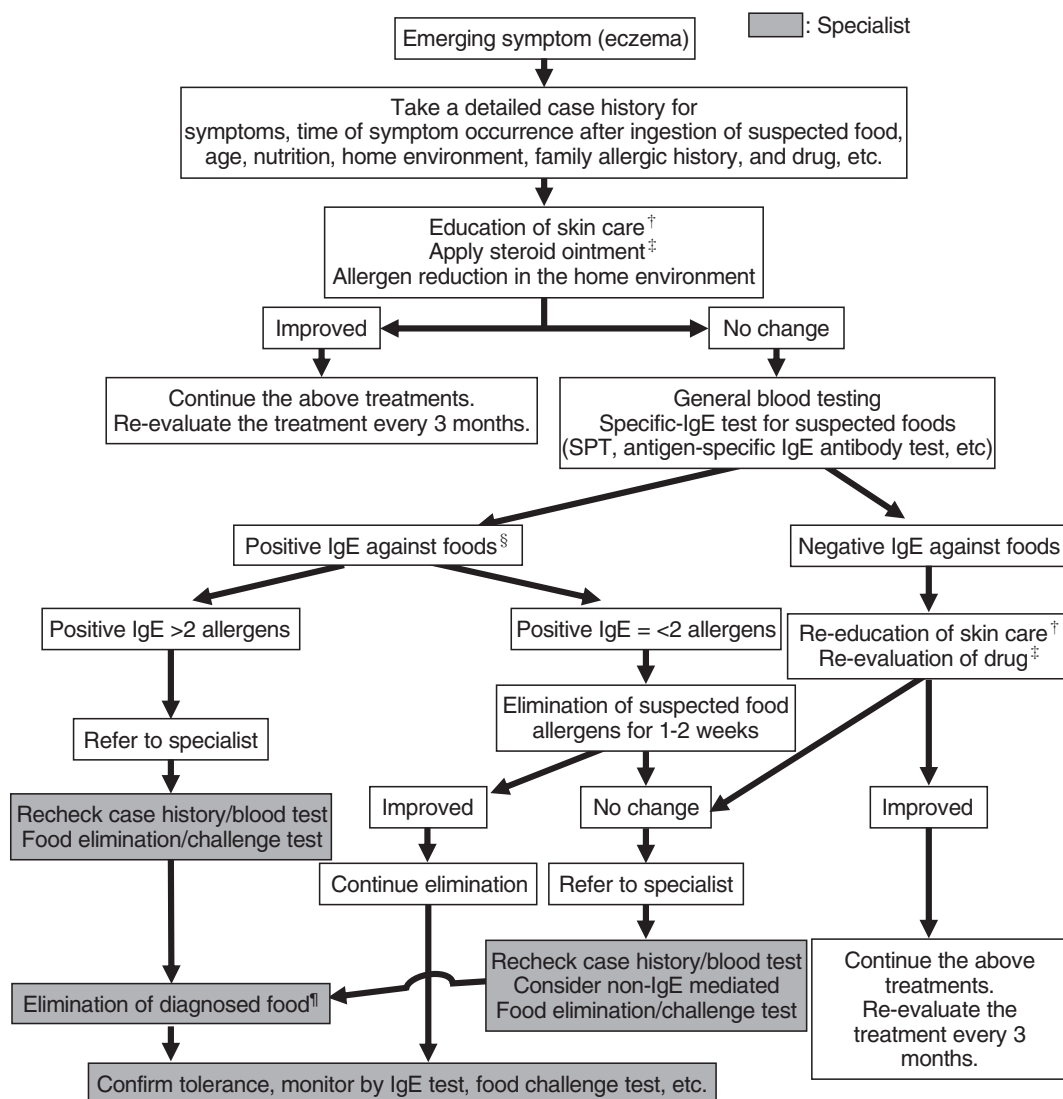 : Specialist
Emerging symptom (eczema)
Take a detailed case history for
symptoms, time of symptom occurrence after ingestion of suspected food,
age, nutrition, home environment, family allergic history, and drug, etc.
Education of skin care†
Apply steroid ointment‡
Allergen reduction in the home environment
Improved
No change
Continue the above treatments.
Re-evaluate the treatment every 3 months.
General blood testing
Specific-IgE test for suspected foods
(SPT, antigen-specific IgE antibody test, etc)
Positive IgE against foods§
Negative IgE against foods
Positive IgE >2 allergens
Positive IgE = <2 allergens
Re-education of skin care†
Re-evaluation of drug‡
Elimination of suspected food
allergens for 1-2 weeks
Refer to specialist
Recheck case history/blood test
Food elimination/challenge test
Improved
No change
Improved
Continue elimination
Refer to specialist
Recheck case history/blood test
Consider non-IgE mediated
Food elimination/challenge test
Continue the above
treatments.
Re-evaluate the
treatment every 3
months.
Elimination of diagnosed food¶
Confirm tolerance, monitor by IgE test, food challenge test, etc.